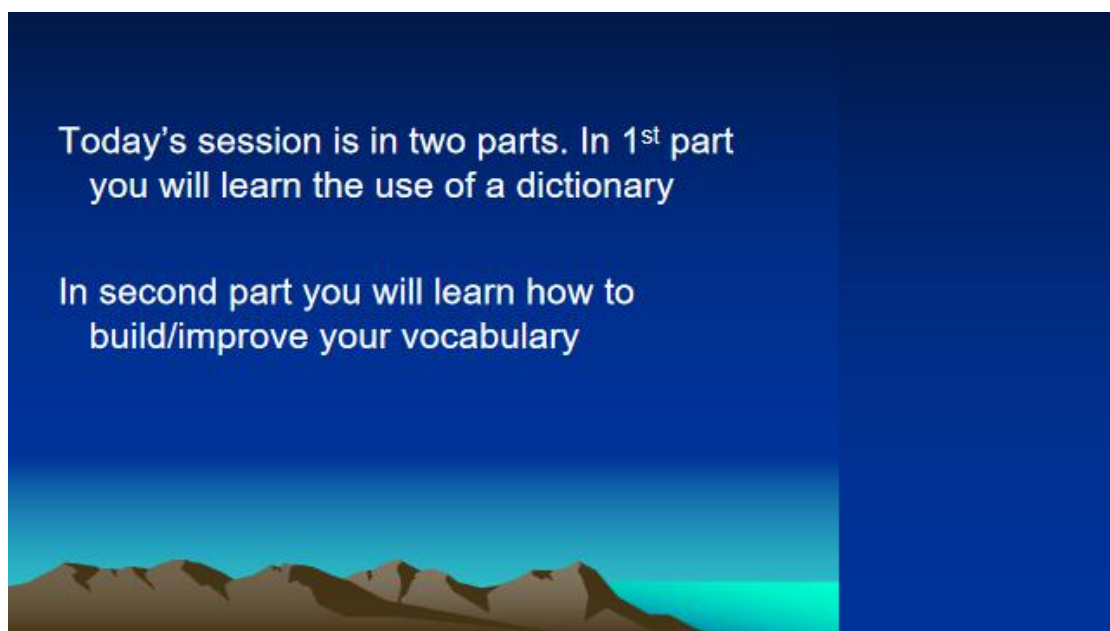 Today’s session is in two parts. In 1st part
you will learn the use of a dictionary
In second part you will learn how to
build/improve your vocabulary